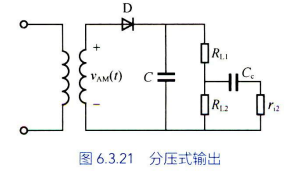 D
+
v_AM(t)
−
C
R_L1
C_c
R_L2
r_i2
图 6.3.21 分压式输出